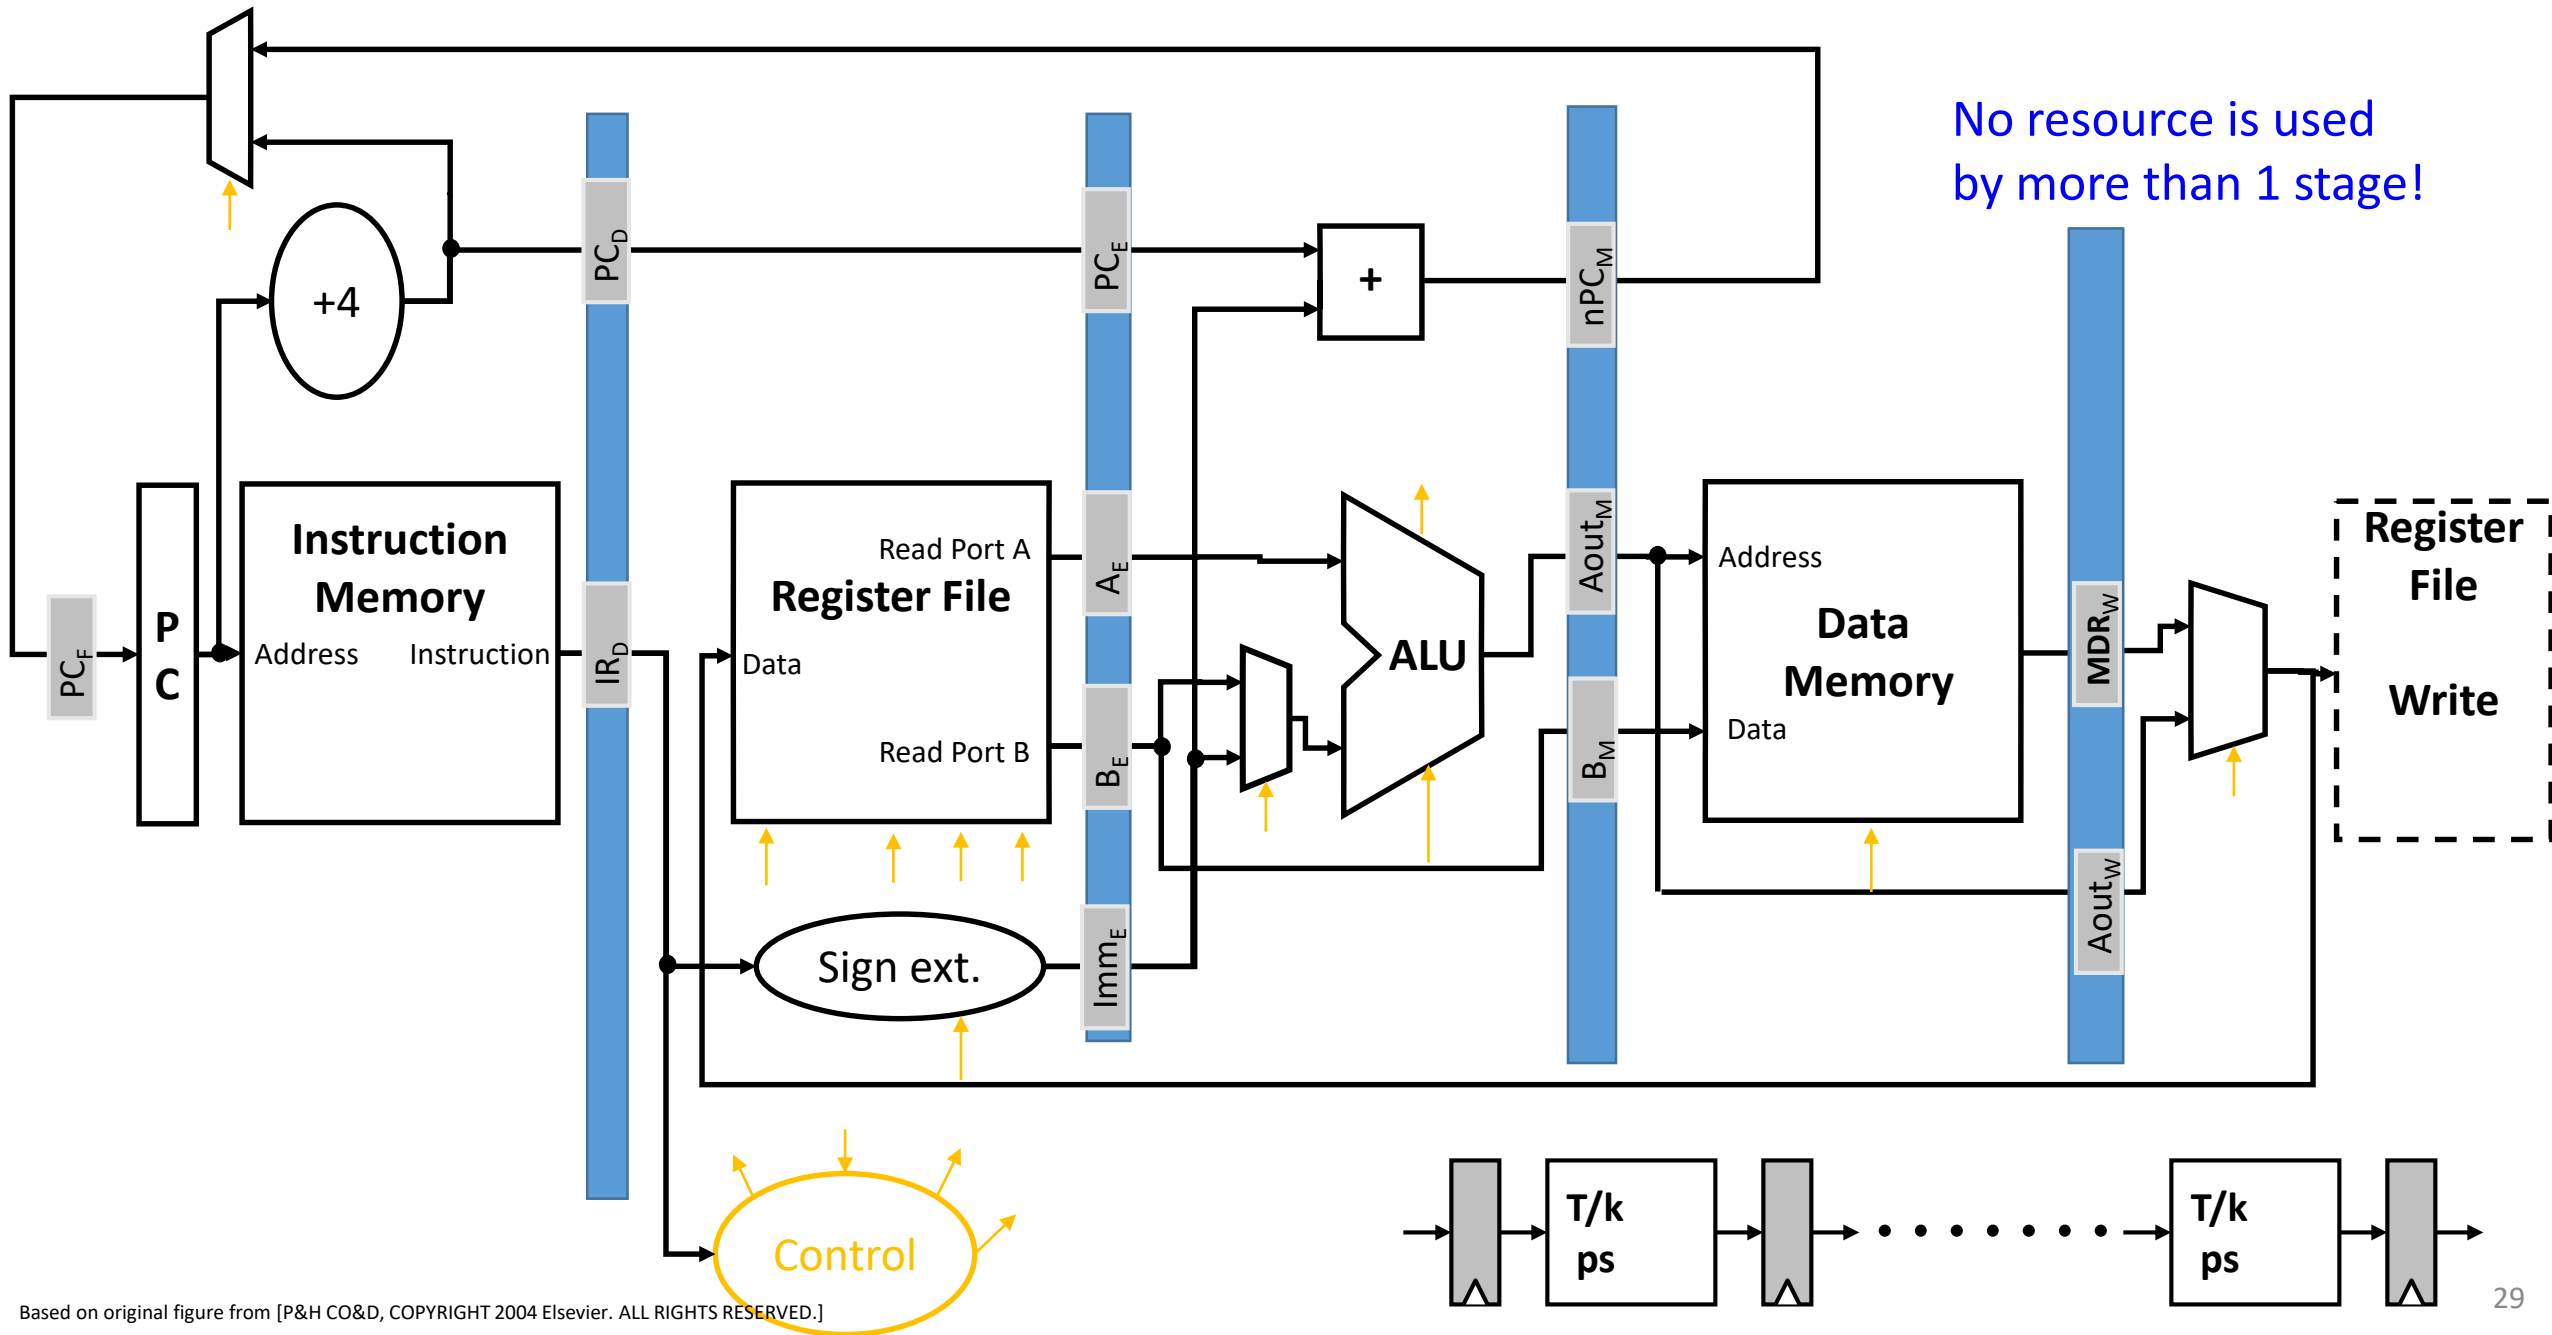 No resource is used
by more than 1 stage!
+4
PC_D
PC_E
+
nPC_M
PC_F
P
C
Instruction
Memory
Address
Instruction
IR_D
Read Port A
Register File
Data
Read Port B
A_E
B_E
Imm_E
ALU
Aout_M
B_M
Address
Data
Memory
Data
MDR_W
Aout_W
Register
File
Write
Sign ext.
Control
T/k
ps
T/k
ps
Based on original figure from [P&H CO&D, COPYRIGHT 2004 Elsevier. ALL RIGHTS RESERVED.]
29